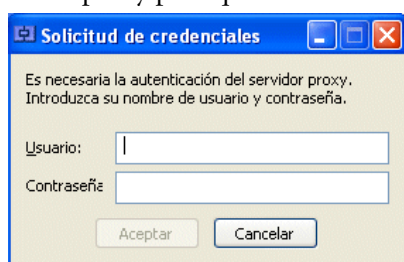 Solicitud de credenciales
Es necesaria la autenticación del servidor proxy.
Introduzca su nombre de usuario y contraseña.
Usuario:
Contraseña
Aceptar
Cancelar